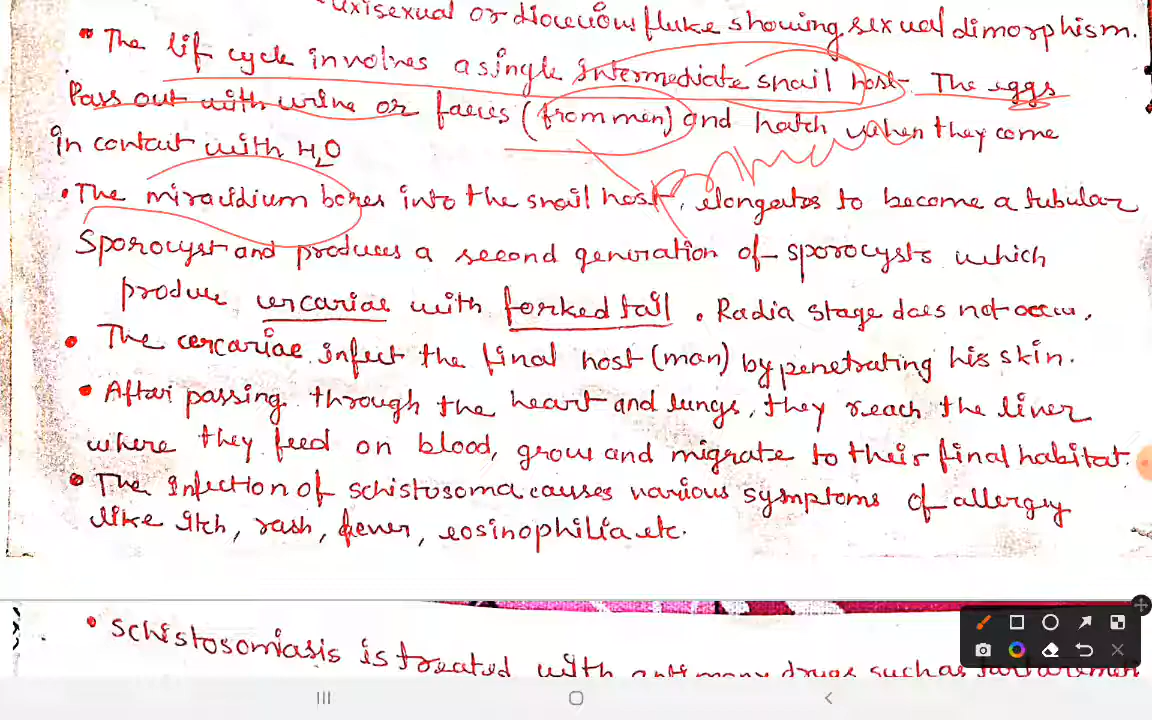 uxisexual or dioecious fluke showing sexual dimorphism.
• The lif cycle involves a single intermediate snail host. The eggs
Pass out with urine or faeces (from men) and hatch when they come
in contact with H2O
• The miracidium bores into the snail host, elongates to become a tubular
Sporocyst and produces a second generation of sporocysts which
produce cercariae with forked tail. Radia stage does not occur.
• The cercariae infect the final host (man) by penetrating his skin.
• After passing through the heart and lungs, they reach the liver
where they feed on blood, grow and migrate to their final habitat.
• The infection of schistosoma causes various symptoms of allergy
like itch, rash, fever, eosinophilia etc.
• Schistosomiasis is treated with antimony drugs such as